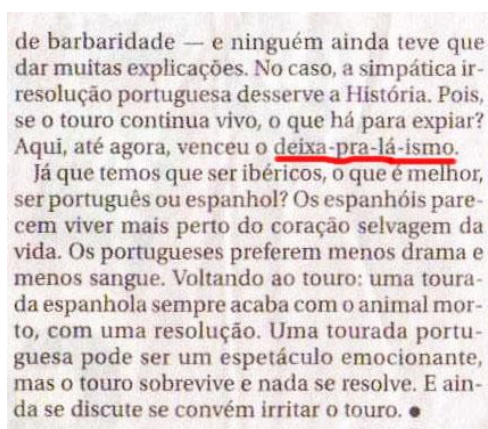 de barbaridade — e ninguém ainda teve que
dar muitas explicações. No caso, a simpática ir-
resolução portuguesa desserve a História. Pois,
se o touro continua vivo, o que há para expiar?
Aqui, até agora, venceu o deixa-pra-lá-ismo.
Já que temos que ser ibéricos, o que é melhor,
ser português ou espanhol? Os espanhóis pare-
cem viver mais perto do coração selvagem da
vida. Os portugueses preferem menos drama e
menos sangue. Voltando ao touro: uma toura-
da espanhola sempre acaba com o animal mor-
to, com uma resolução. Uma tourada portu-
guesa pode ser um espetáculo emocionante,
mas o touro sobrevive e nada se resolve. E ain-
da se discute se convém irritar o touro. ●